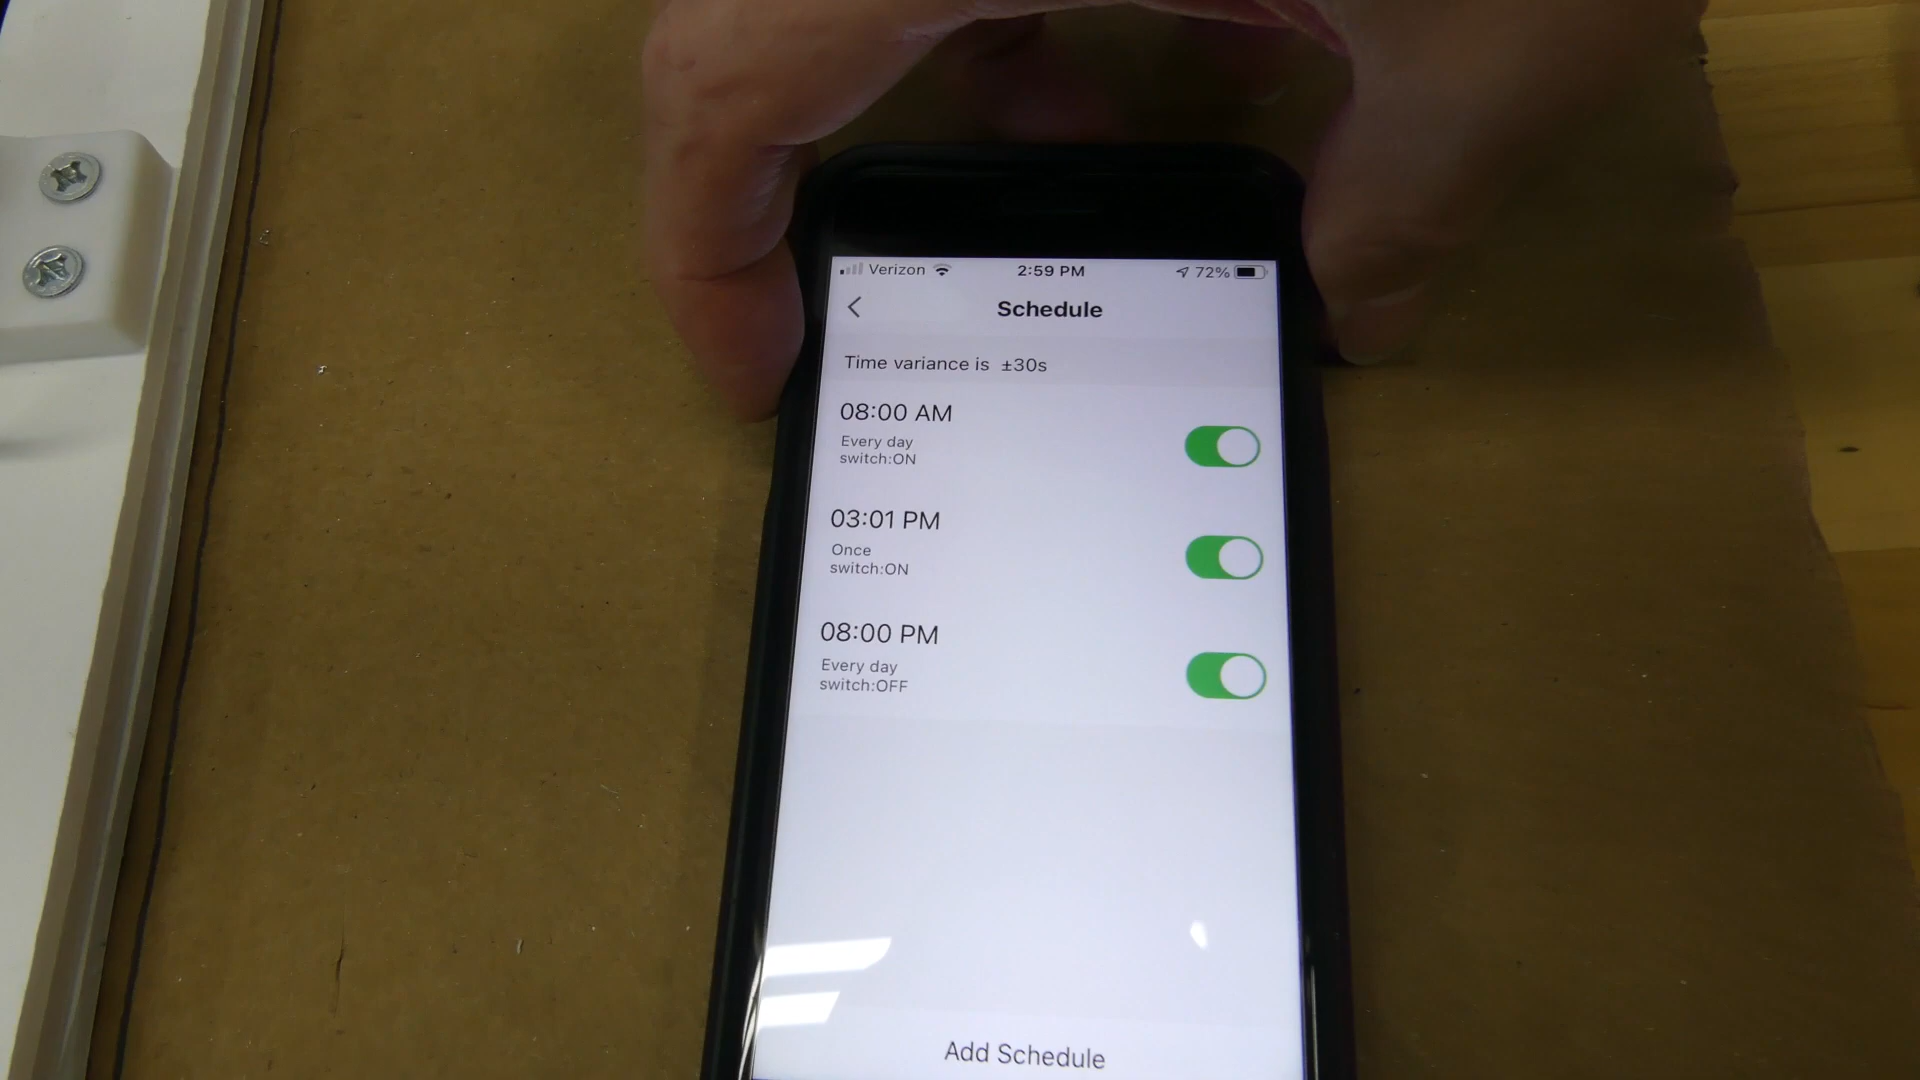 Verizon 2:59 PM 72%
Schedule
Time variance is ±30s
08:00 AM
Every day
switch:ON
03:01 PM
Once
switch:ON
08:00 PM
Every day
switch:OFF
Add Schedule